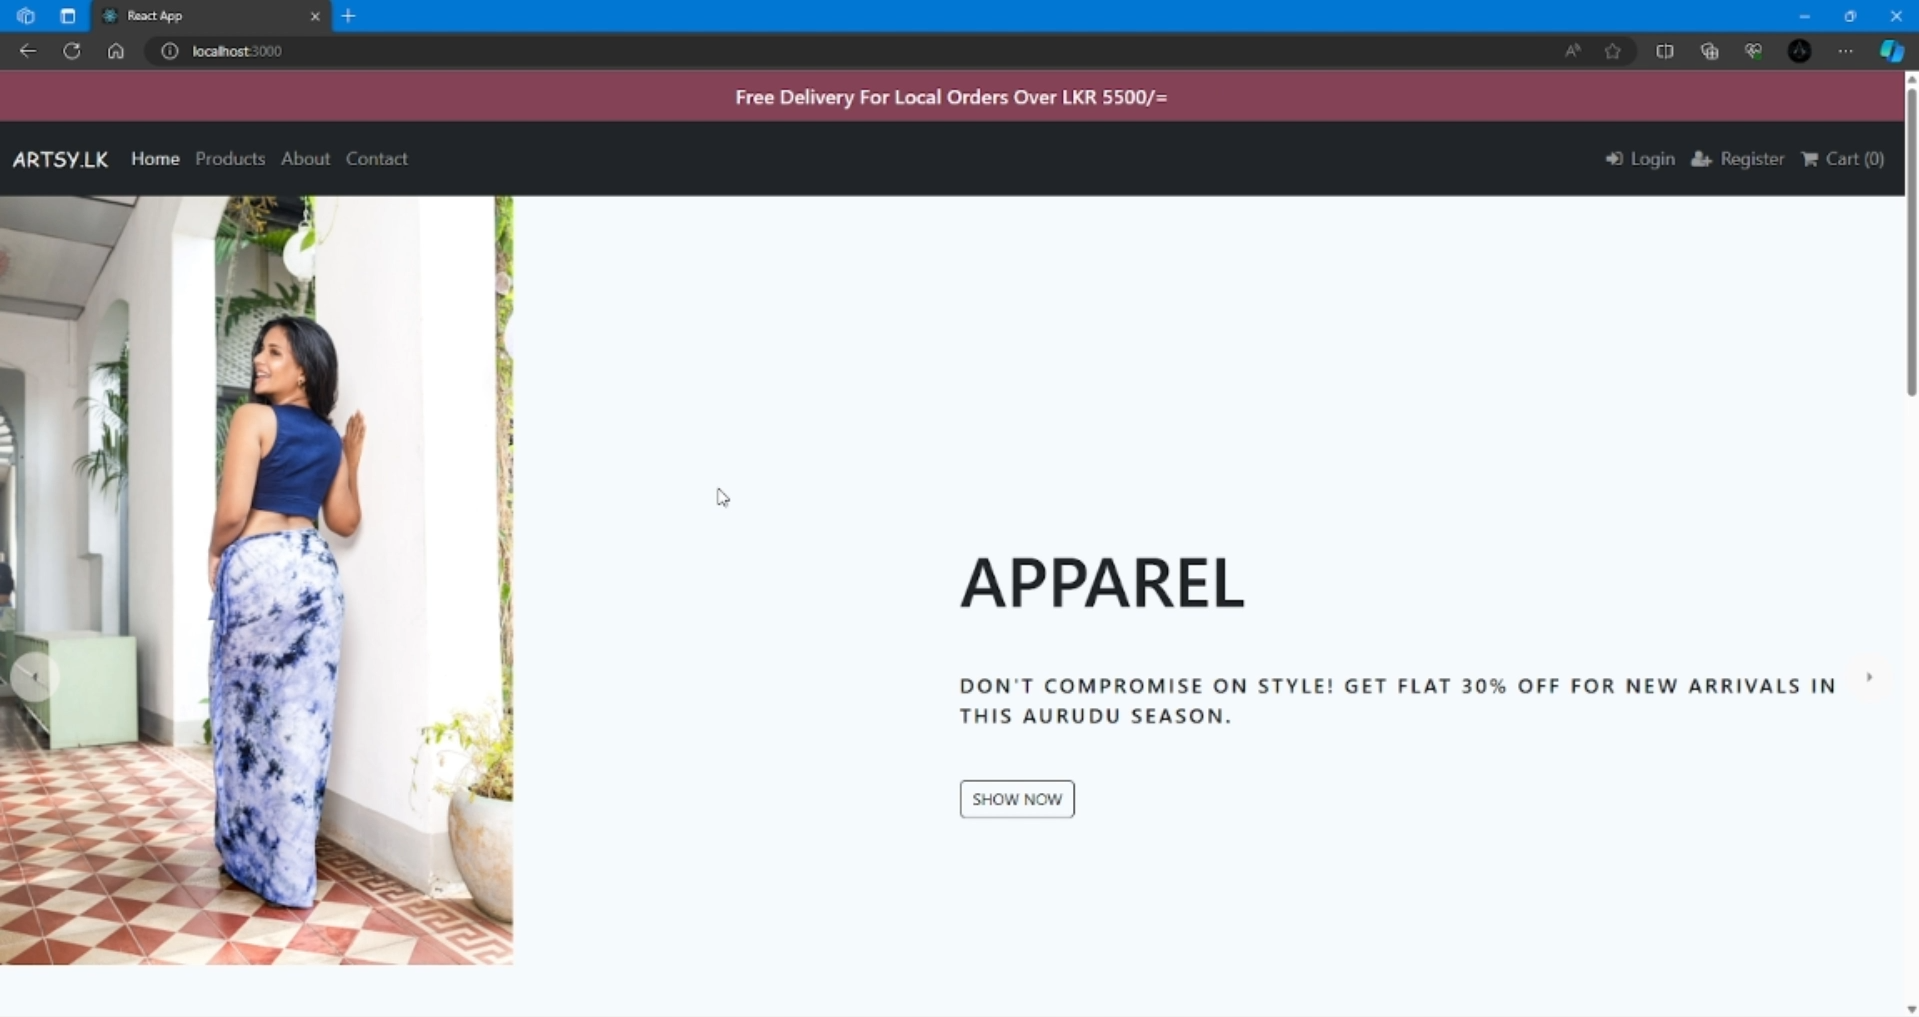 React App
localhost:3000
Free Delivery For Local Orders Over LKR 5500/=
ARTSY.LK Home Products About Contact Login Register Cart (0)
APPAREL
DON'T COMPROMISE ON STYLE! GET FLAT 30% OFF FOR NEW ARRIVALS IN
THIS AURUDU SEASON.
SHOW NOW